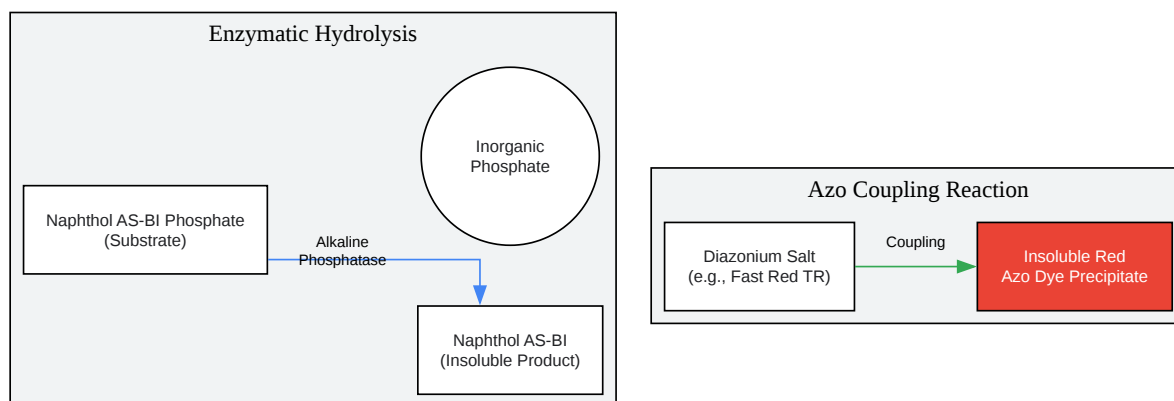 Enzymatic Hydrolysis
Inorganic
Phosphate
Naphthol AS-BI Phosphate
(Substrate)
Alkaline
Phosphatase
Naphthol AS-BI
(Insoluble Product)
Azo Coupling Reaction
Diazonium Salt
(e.g., Fast Red TR)
Coupling
Insoluble Red
Azo Dye Precipitate